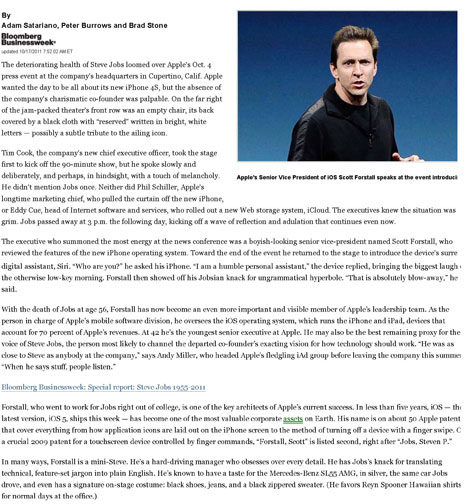 By
Adam Satariano, Peter Burrows and Brad Stone
Bloomberg
Businessweek
updated 10/17/2011 7:52:02 AM ET
The deteriorating health of Steve Jobs loomed over Apple's Oct. 4
press event at the company's headquarters in Cupertino, Calif. Apple
wanted the day to be all about its new iPhone 4S, but the absence of
the company's charismatic co-founder was palpable. On the far right
of the jam-packed theater's front row was an empty chair, its back
covered by a black cloth with "reserved" written in bright, white
letters — possibly a subtle tribute to the ailing icon.
Apple's Senior Vice President of iOS Scott Forstall speaks at the event introduci
Tim Cook, the company's new chief executive officer, took the stage
first to kick off the 90-minute show, but he spoke slowly and
deliberately, and perhaps, in hindsight, with a touch of melancholy.
He didn't mention Jobs once. Neither did Phil Schiller, Apple's
longtime marketing chief, who pulled the curtain off the new iPhone,
or Eddy Cue, head of Internet software and services, who rolled out a new Web storage system, iCloud. The executives knew the situation was
grim. Jobs passed away at 3 p.m. the following day, kicking off a wave of reflection and adulation that continues even now.
The executive who summoned the most energy at the news conference was a boyish-looking senior vice-president named Scott Forstall, who
reviewed the features of the new iPhone operating system. Toward the end of the event he returned to the stage to introduce the device's surre
digital assistant, Siri. "Who are you?" he asked his iPhone. "I am a humble personal assistant," the device replied, bringing the biggest laugh o
the otherwise low-key morning. Forstall then showed off his Jobsian knack for ungrammatical hyperbole. "That is absolutely blow-away," he
said.
With the death of Jobs at age 56, Forstall has now become an even more important and visible member of Apple's leadership team. As the
person in charge of Apple's mobile software division, he oversees the iOS operating system, which runs the iPhone and iPad, devices that
account for 70 percent of Apple's revenues. At 42 he's the youngest senior executive at Apple. He may also be the best remaining proxy for the
voice of Steve Jobs, the person most likely to channel the departed co-founder's exacting vision for how technology should work. "He was as
close to Steve as anybody at the company," says Andy Miller, who headed Apple's fledgling iAd group before leaving the company this summe
"When he says stuff, people listen."
Bloomberg Businessweek: Special report: Steve Jobs 1955-2011
Forstall, who went to work for Jobs right out of college, is one of the key architects of Apple's current success. In less than five years, iOS — th
latest version, iOS 5, ships this week — has become one of the most valuable corporate assets on Earth. His name is on about 50 Apple patent
that cover everything from how application icons are laid out on the iPhone screen to the method of turning off a device with a finger swipe. O
a crucial 2009 patent for a touchscreen device controlled by finger commands, "Forstall, Scott" is listed second, right after "Jobs, Steven P."
In many ways, Forstall is a mini-Steve. He's a hard-driving manager who obsesses over every detail. He has Jobs's knack for translating
technical, feature-set jargon into plain English. He's known to have a taste for the Mercedes-Benz SL55 AMG, in silver, the same car Jobs
drove, and even has a signature on-stage costume: black shoes, jeans, and a black zippered sweater. (He favors Reyn Spooner Hawaiian shirts
for normal days at the office.)